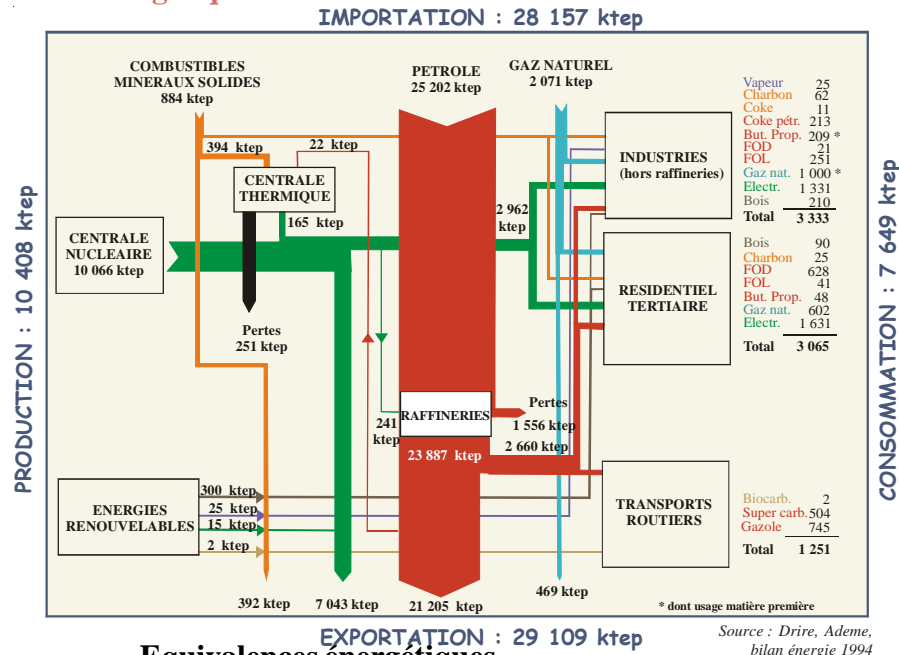 IMPORTATION : 28 157 ktep
PRODUCTION : 10 408 ktep
COMBUSTIBLES
MINERAUX SOLIDES
884 ktep
PETROLE
25 202 ktep
GAZ NATUREL
2 071 ktep
394 ktep
22 ktep
CENTRALE
THERMIQUE
165 ktep
2 962
ktep
CENTRALE
NUCLEAIRE
10 066 ktep
Pertes
251 ktep
INDUSTRIES
(hors raffineries)
Vapeur 25
Charbon 62
Coke 11
Coke pétr. 213
But. Prop. 209 *
FOD 21
FOL 251
Gaz nat. 1 000 *
Electr. 1 331
Bois 210
Total 3 333
RESIDENTIEL
TERTIAIRE
Bois 90
Charbon 25
FOD 628
FOL 41
But. Prop. 48
Gaz nat. 602
Electr. 1 631
Total 3 065
RAFFINERIES
241
ktep
Pertes
1 556 ktep
2 660 ktep
23 887 ktep
ENERGIES
RENOUVELABLES
300 ktep
25 ktep
15 ktep
2 ktep
TRANSPORTS
ROUTIERS
Biocarb. 2
Super carb. 504
Gazole 745
Total 1 251
392 ktep
7 043 ktep
21 205 ktep
469 ktep
* dont usage matière première
CONSOMMATION : 7 649 ktep
EXPORTATION : 29 109 ktep
Source : Drire, Ademe,
bilan énergie 1994
Equivalences énergétiques